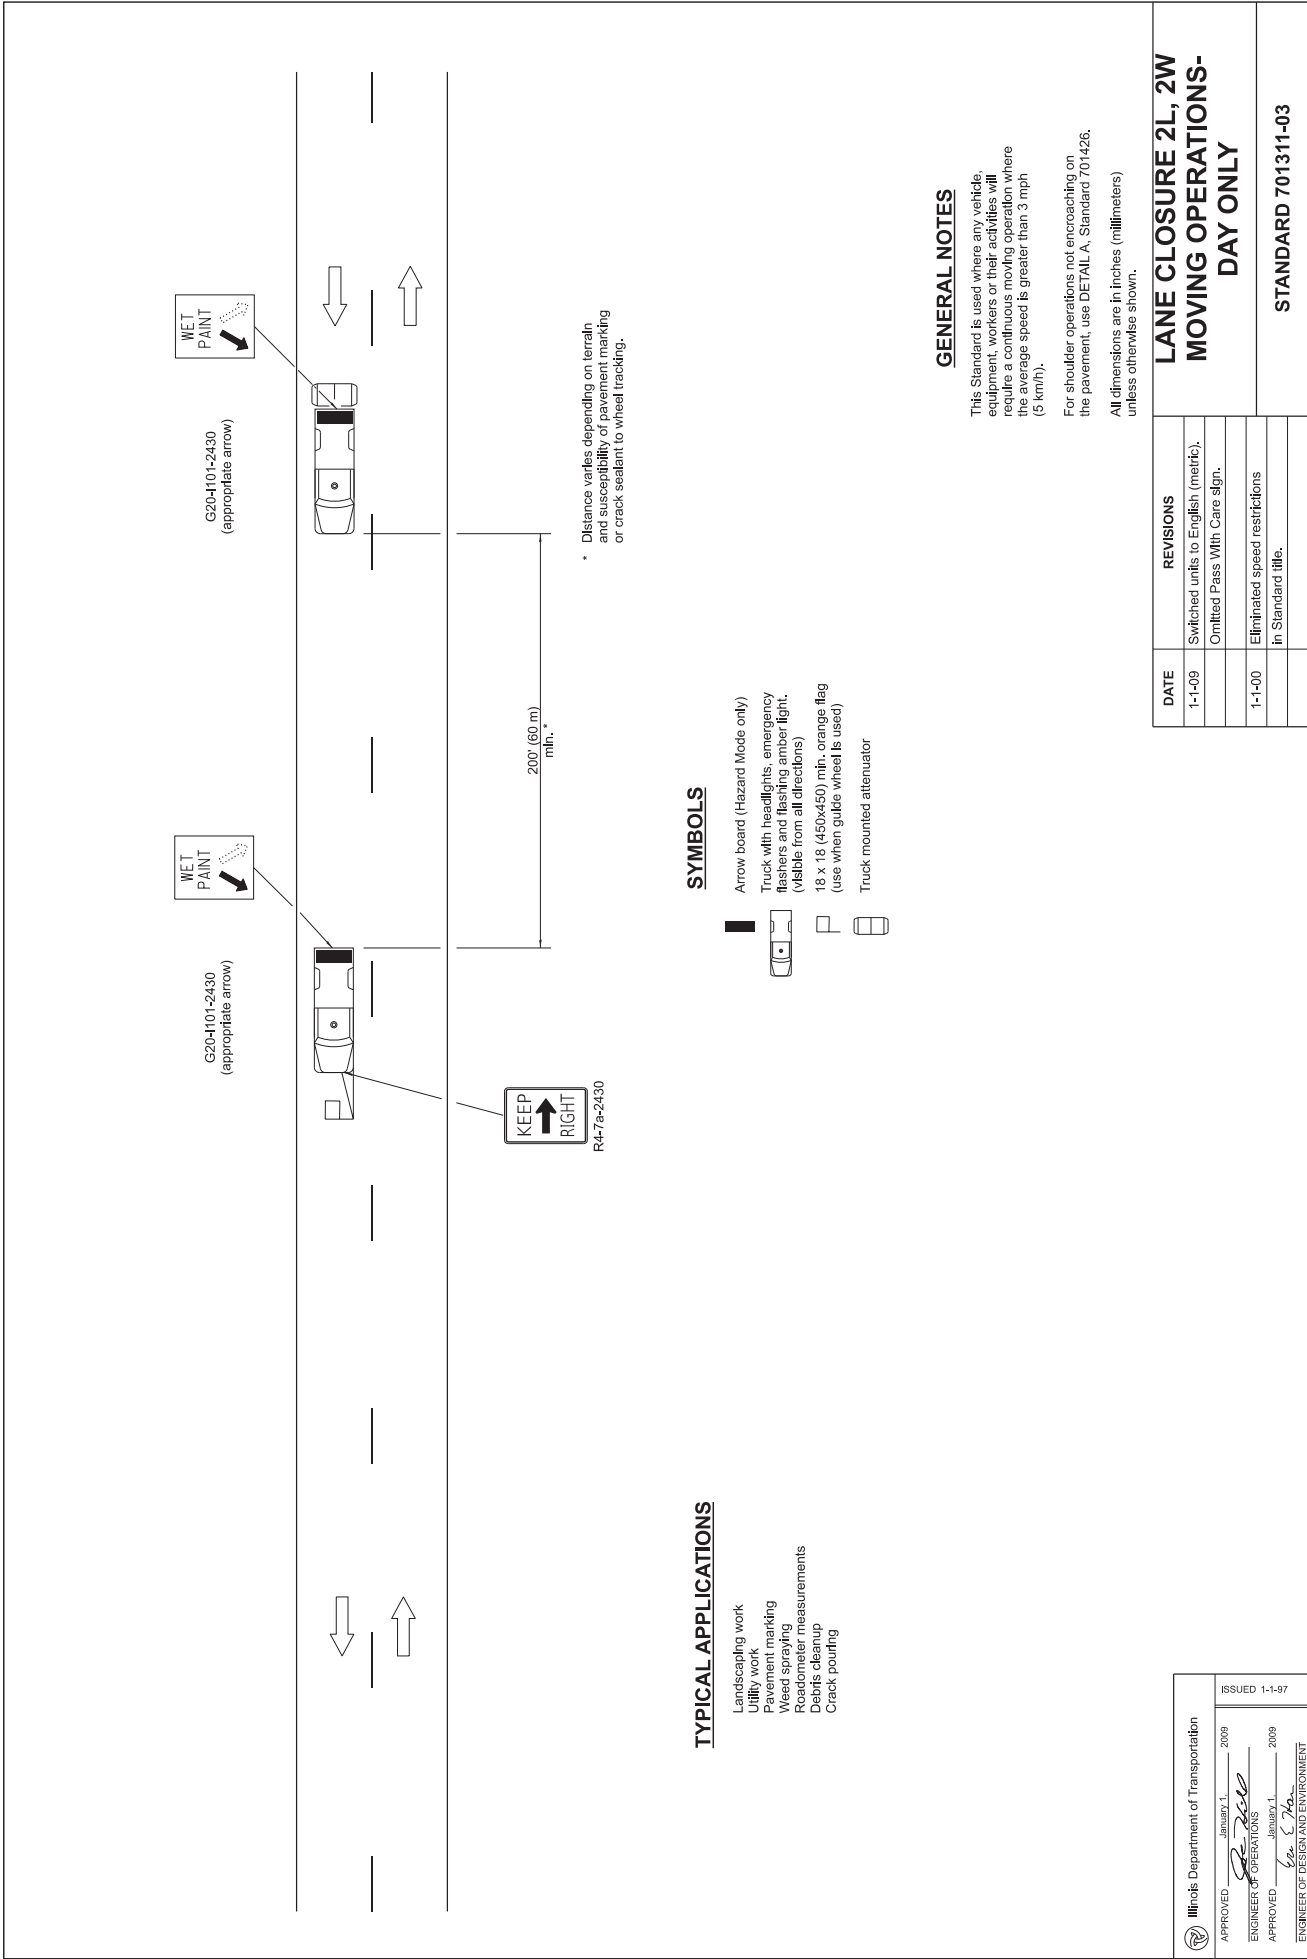 WET
PAINT
G20-I101-2430
(appropriate arrow)
WET
PAINT
G20-I101-2430
(appropriate arrow)
KEEP
RIGHT
R4-7a-2430
200' (60 m)
min. *
* Distance varies depending on terrain
and susceptibility of pavement marking
or crack sealant to wheel tracking.
TYPICAL APPLICATIONS
Landscaping work
Utility work
Pavement marking
Weed spraying
Roadometer measurements
Debris cleanup
Crack pouring
SYMBOLS
Arrow board (Hazard Mode only)
Truck with headlights, emergency
flashers and flashing amber light.
(visible from all directions)
18 x 18 (450x450) min. orange flag
(use when guide wheel is used)
Truck mounted attenuator
GENERAL NOTES
This Standard is used where any vehicle,
equipment, workers or their activities will
require a continuous moving operation where
the average speed is greater than 3 mph
(5 km/h).
For shoulder operations not encroaching on
the pavement, use DETAIL A, Standard 701426.
All dimensions are in inches (millimeters)
unless otherwise shown.
Illinois Department of Transportation
APPROVED January 1, 2009
ENGINEER OF OPERATIONS
APPROVED January 1, 2009
ENGINEER OF DESIGN AND ENVIRONMENT
ISSUED 1-1-97
DATE REVISIONS
1-1-09 Switched units to English (metric).
Omitted Pass With Care sign.
1-1-00 Eliminated speed restrictions
in Standard title.
LANE CLOSURE 2L, 2W
MOVING OPERATIONS-
DAY ONLY
STANDARD 701311-03